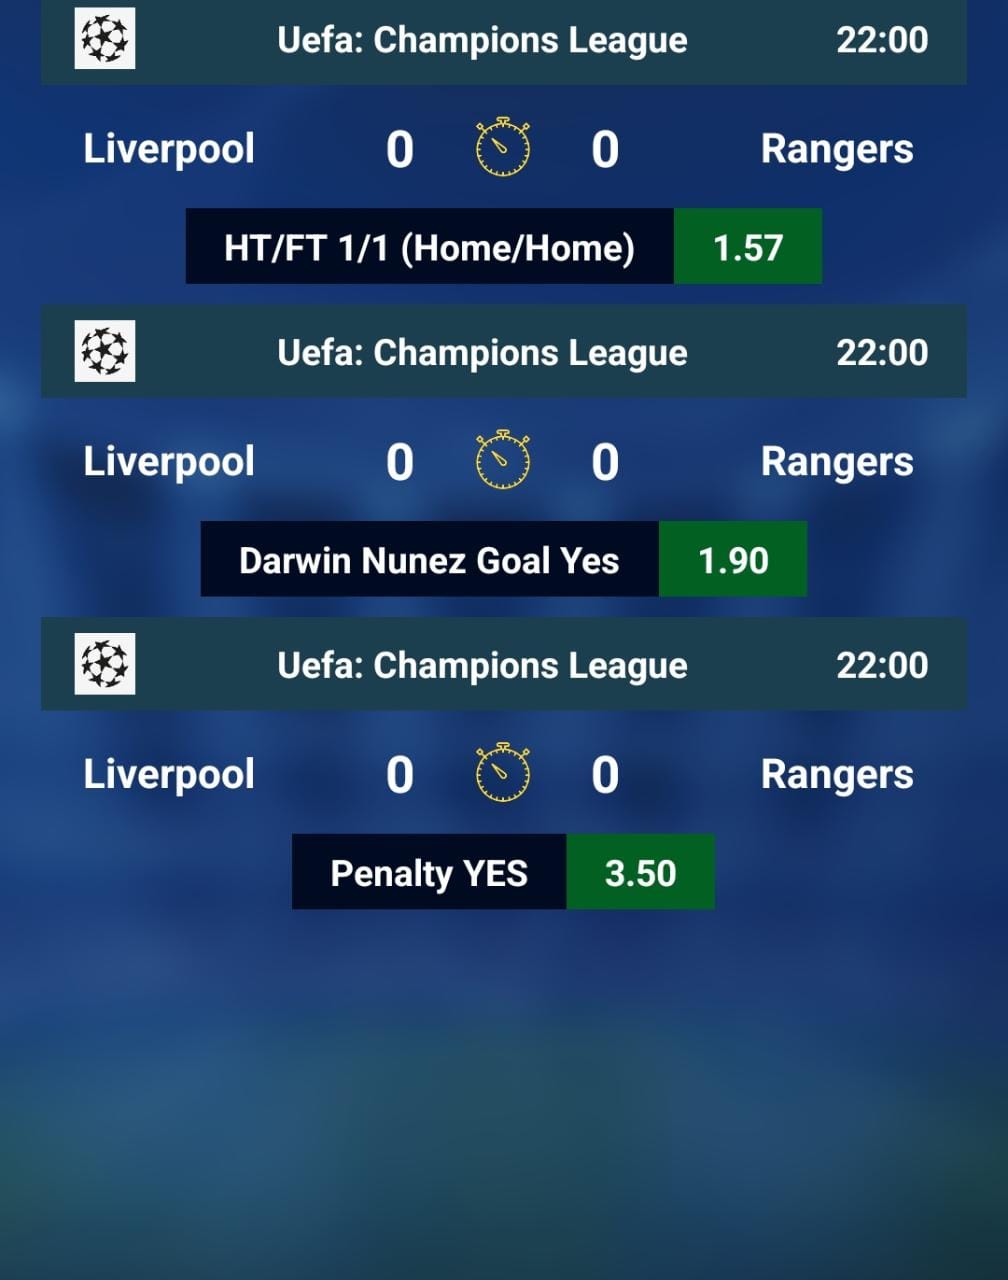 Uefa: Champions League 22:00
Liverpool 0 0 Rangers
HT/FT 1/1 (Home/Home) 1.57
Uefa: Champions League 22:00
Liverpool 0 0 Rangers
Darwin Nunez Goal Yes 1.90
Uefa: Champions League 22:00
Liverpool 0 0 Rangers
Penalty YES 3.50